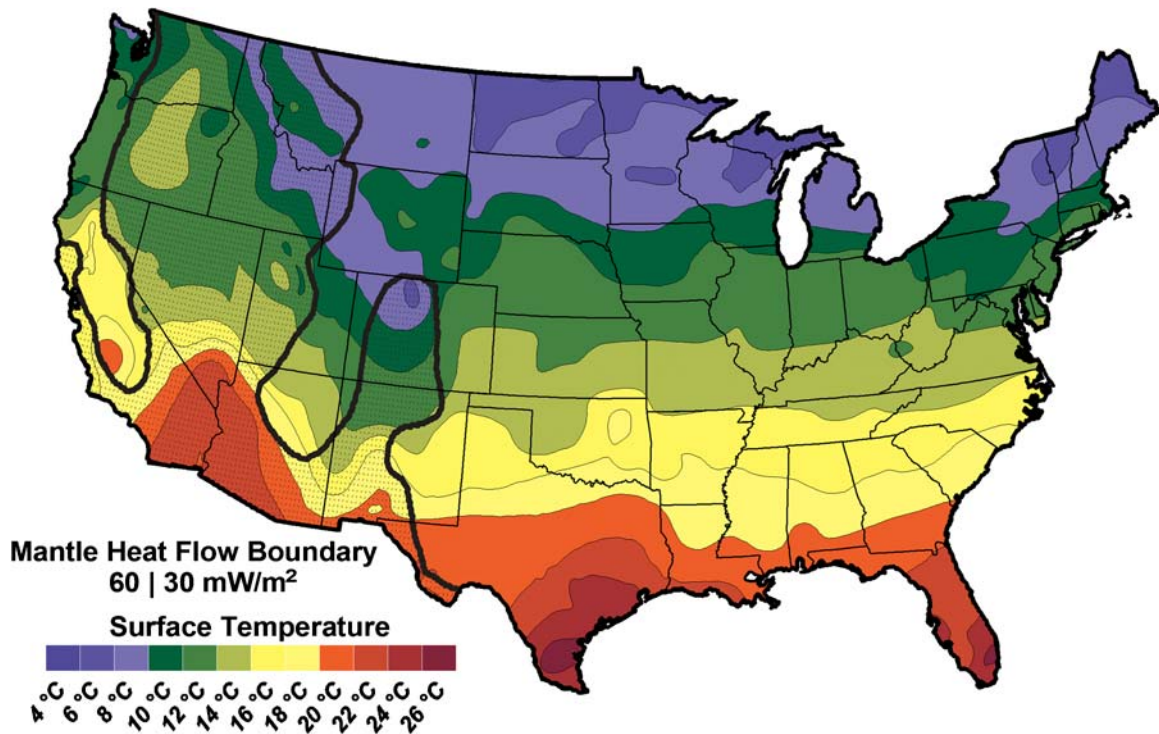 Mantle Heat Flow Boundary
60 | 30 mW/m²
Surface Temperature
4 °C
6 °C
8 °C
10 °C
12 °C
14 °C
16 °C
18 °C
20 °C
22 °C
24 °C
26 °C